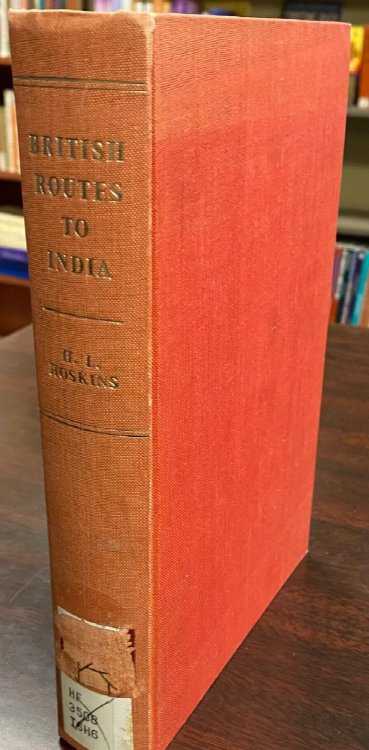 BRITISH
ROUTES
TO
INDIA
H. L.
HOSKINS
HE
3508
I6H6